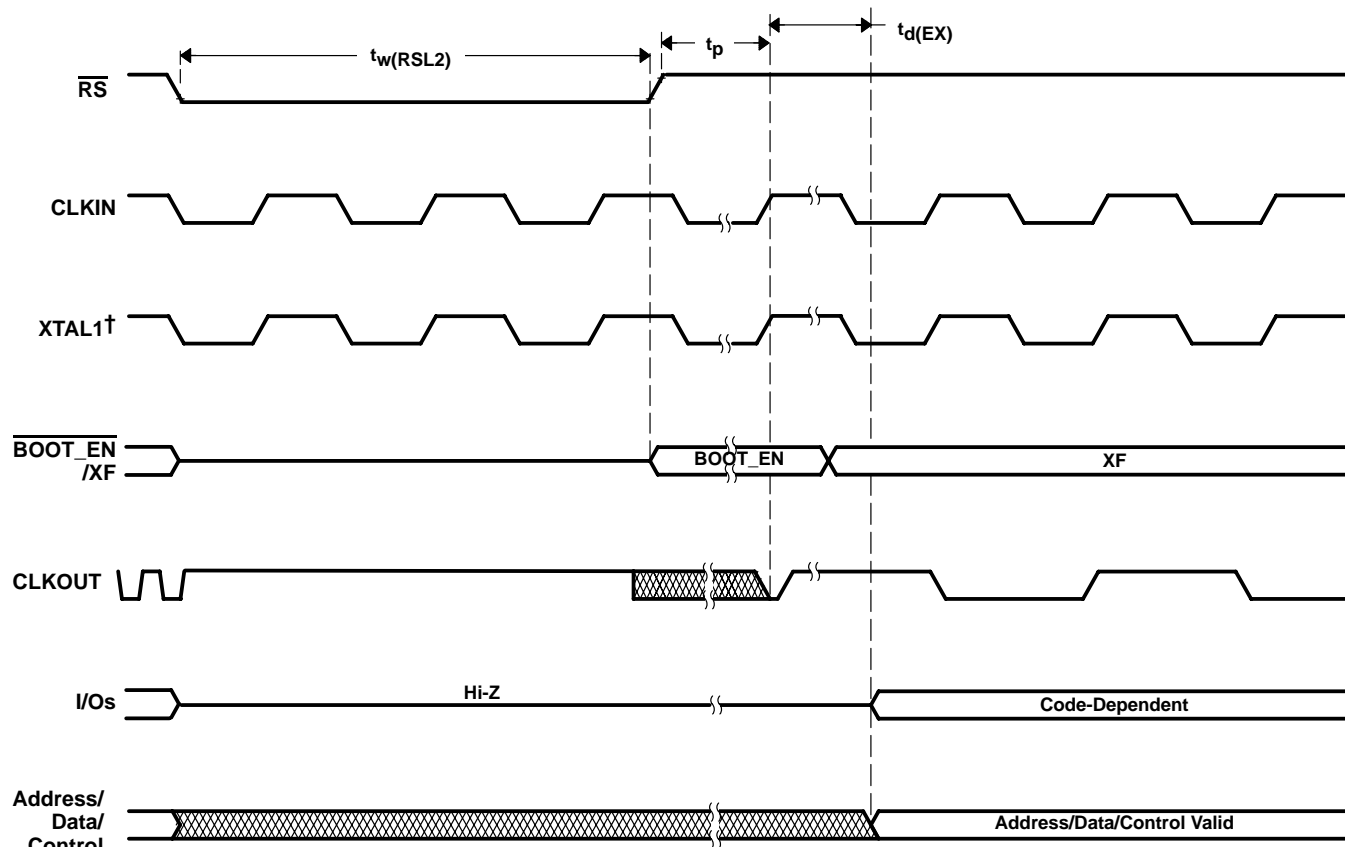 tw(RSL2)
tp
td(EX)
RS
CLKIN
XTAL1†
BOOT_EN
/XF
BOOT_EN
XF
CLKOUT
I/Os
Hi-Z
Code-Dependent
Address/
Data/
Control
Address/Data/Control Valid